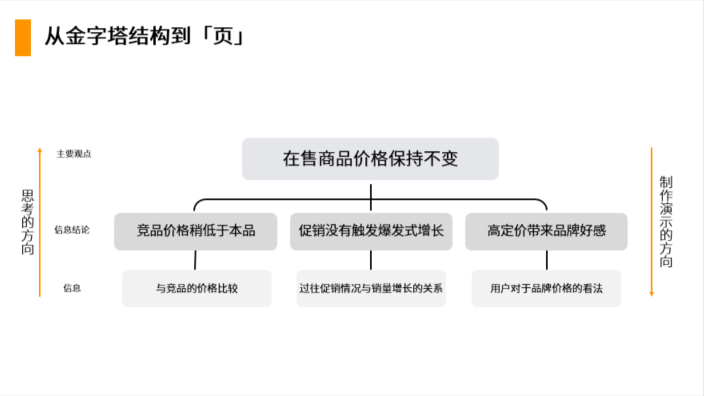 从金字塔结构到「页」
主要观点
在售商品价格保持不变
思考的方向
制作演示的方向
信息结论
竞品价格稍低于本品
促销没有触发爆发式增长
高定价带来品牌好感
信息
与竞品的价格比较
过往促销情况与销量增长的关系
用户对于品牌价格的看法